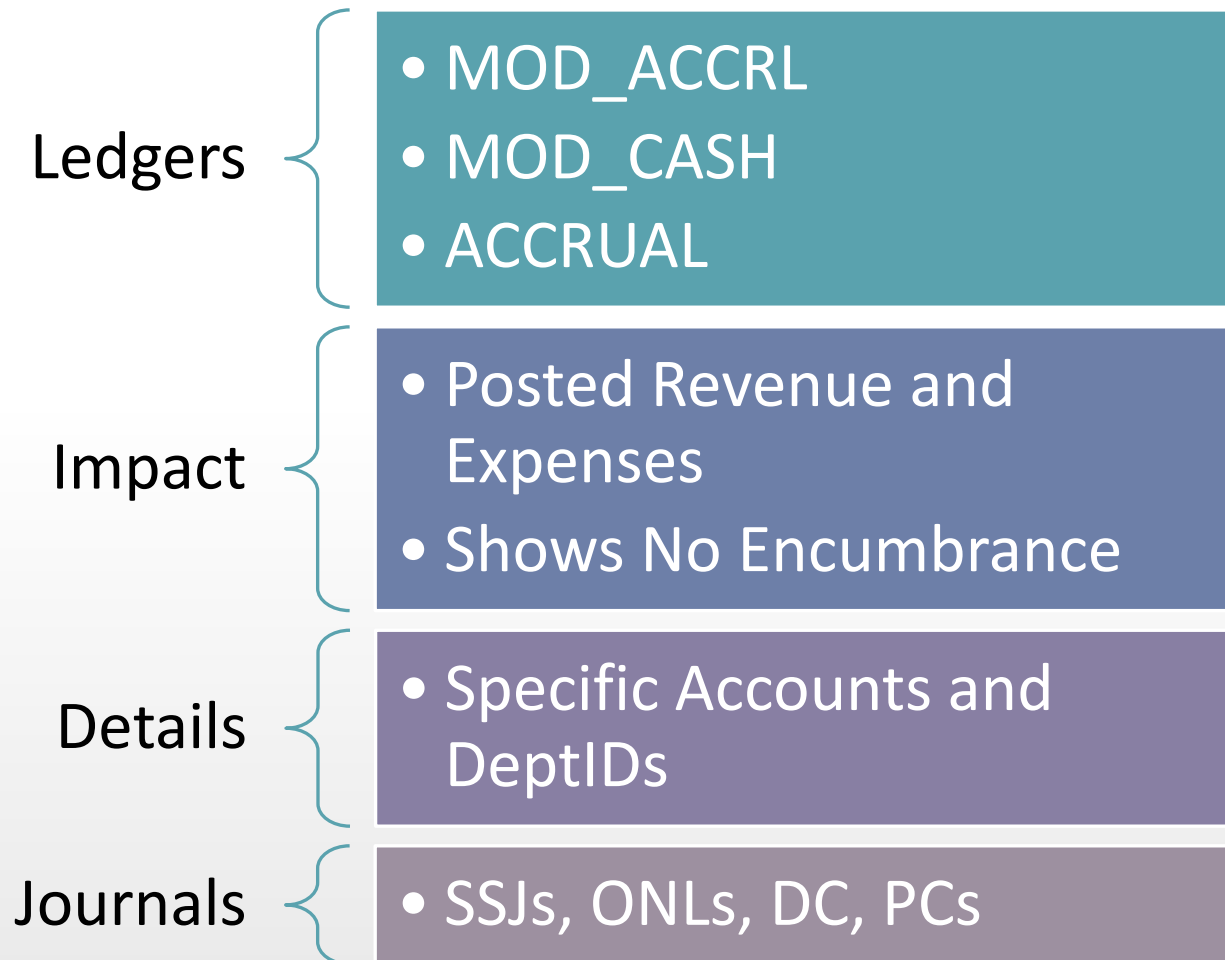 Ledgers
• MOD_ACCRL
• MOD_CASH
• ACCRUAL
Impact
• Posted Revenue and
Expenses
• Shows No Encumbrance
Details
• Specific Accounts and
DeptIDs
Journals
• SSJs, ONLs, DC, PCs